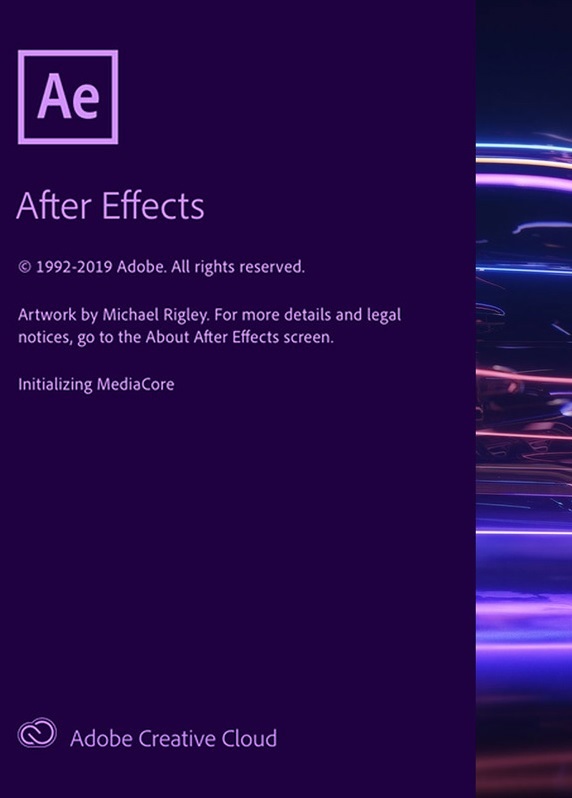 Ae
After Effects
© 1992-2019 Adobe. All rights reserved.
Artwork by Michael Rigley. For more details and legal
notices, go to the About After Effects screen.
Initializing MediaCore
Adobe Creative Cloud